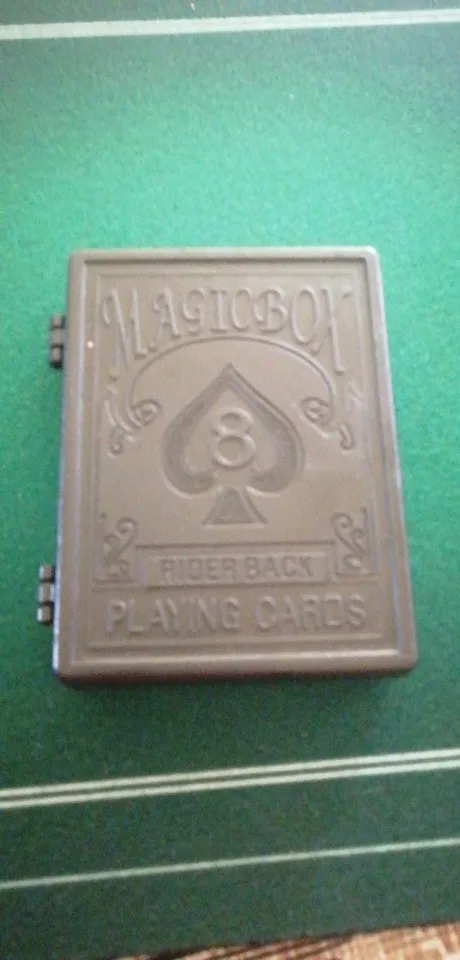 MAGICBOX
8
RIDER BACK
PLAYING CARDS